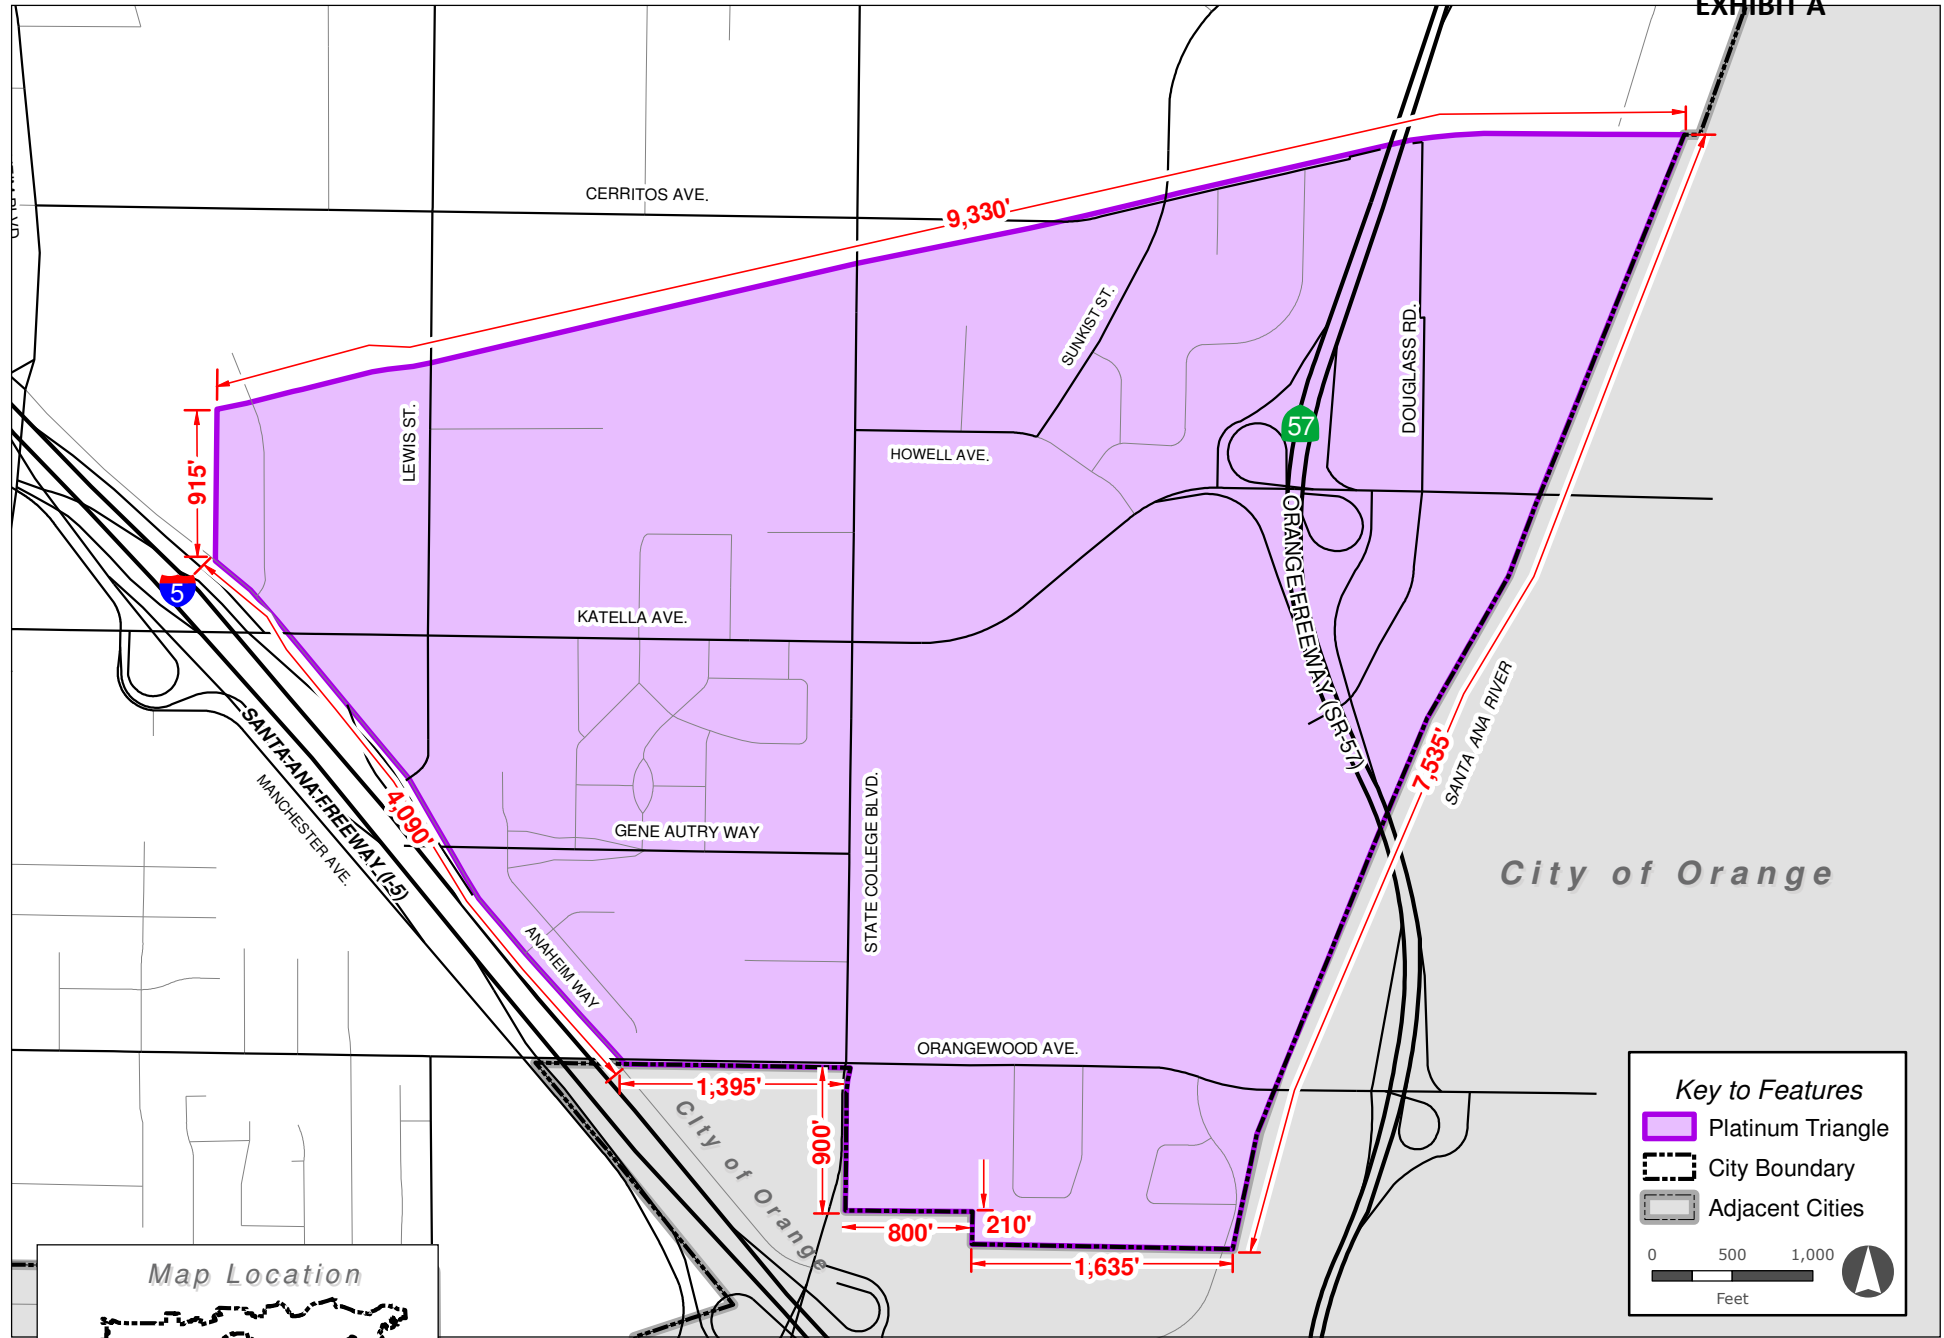 EXHIBIT A
CERRITOS AVE.
9,330'
SUNKIST ST.
DOUGLASS RD.
LEWIS ST.
57
915'
HOWELL AVE.
ORANGE FREEWAY (SR-57)
5
KATELLA AVE.
SANTA ANA RIVER
7,535'
SANTA ANA FREEWAY (I-5)
MANCHESTER AVE.
4,090'
GENE AUTRY WAY
STATE COLLEGE BLVD.
City of Orange
ANAHEIM WAY
ORANGEWOOD AVE.
1,395'
City of Orange
900'
800'
210'
1,635'
Key to Features
Platinum Triangle
City Boundary
Adjacent Cities
0 500 1,000
Feet
Map Location